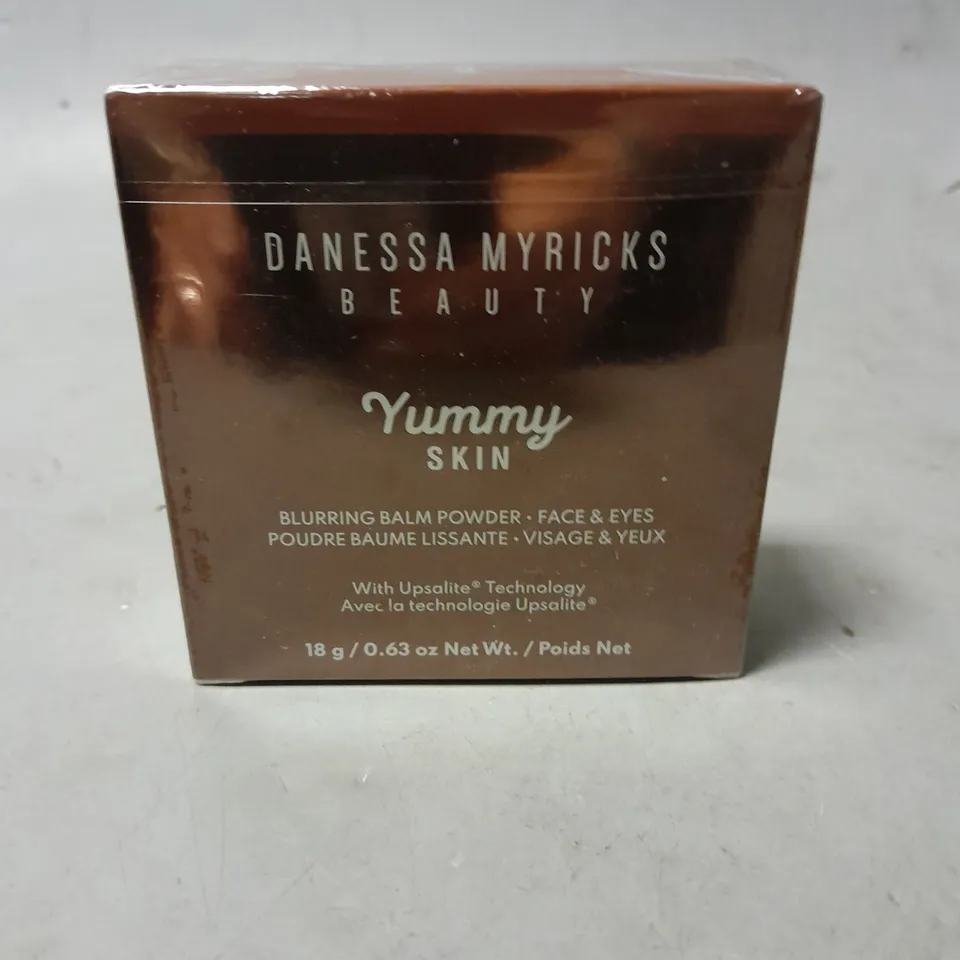 DANESSA MYRICKS
BEAUTY
Yummy
SKIN
BLURRING BALM POWDER • FACE & EYES
POUDRE BAUME LISSANTE • VISAGE & YEUX
With Upsalite® Technology
Avec la technologie Upsalite®
18 g / 0.63 oz Net Wt. / Poids Net